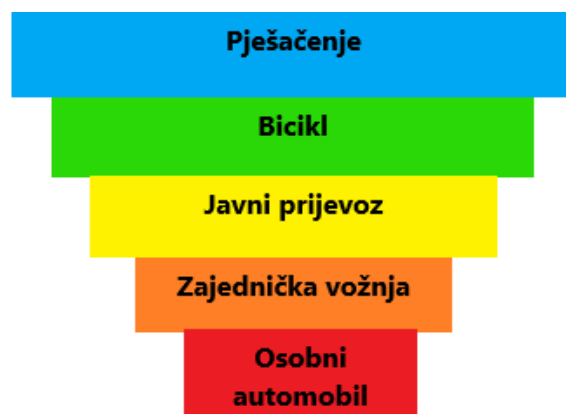 Pješačenje
Bicikl
Javni prijevoz
Zajednička vožnja
Osobni
automobil